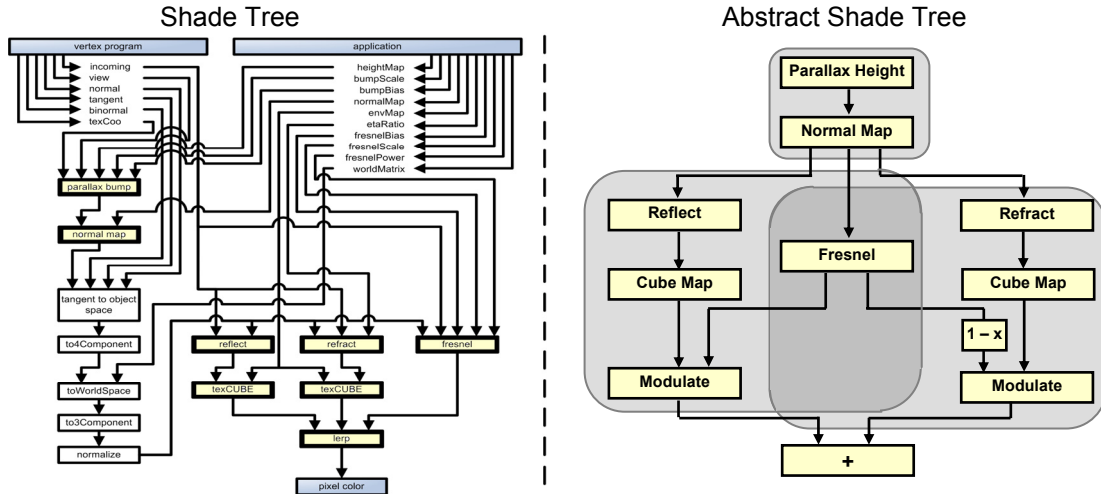 Shade Tree
vertex program
application
incoming
view
normal
tangent
binormal
texCoo
heightMap
bumpScale
bumpBias
normalMap
envMap
etaRatio
fresnelBias
fresnelScale
fresnelPower
worldMatrix
parallax bump
normal map
tangent to object
space
to4Component
toWorldSpace
to3Component
normalize
reflect
refract
fresnel
texCUBE
texCUBE
lerp
pixel color
Abstract Shade Tree
Parallax Height
Normal Map
Reflect
Refract
Fresnel
Cube Map
Cube Map
1 – x
Modulate
Modulate
+